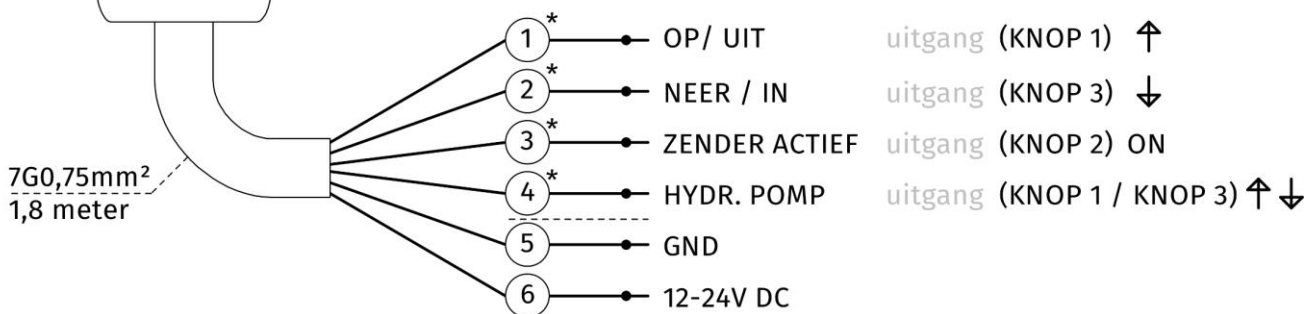 1* OP/ UIT uitgang (KNOP 1) ↑
2* NEER / IN uitgang (KNOP 3) ↓
3* ZENDER ACTIEF uitgang (KNOP 2) ON
4* HYDR. POMP uitgang (KNOP 1 / KNOP 3) ↑↓
5 GND
6 12-24V DC
7G0,75mm²
1,8 meter